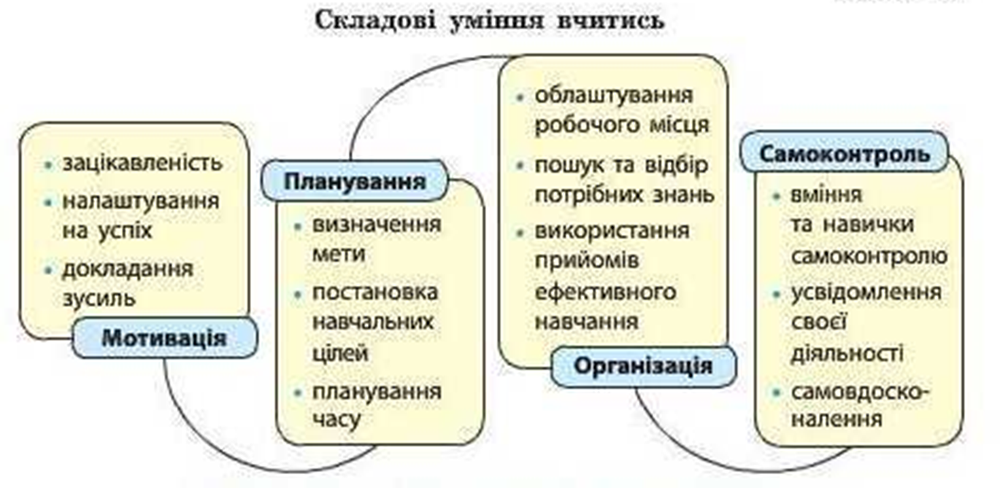 Складові уміння вчитись
зацікавленість
налаштування
на успіх
докладання
зусиль
Мотивація
Планування
визначення
мети
постановка
навчальних
цілей
планування
часу
облаштування
робочого місця
пошук та відбір
потрібних знань
використання
прийомів
ефективного
навчання
Організація
Самоконтроль
вміння
та навички
самоконтролю
усвідомлення
своєї
діяльності
самовдоско-
налення